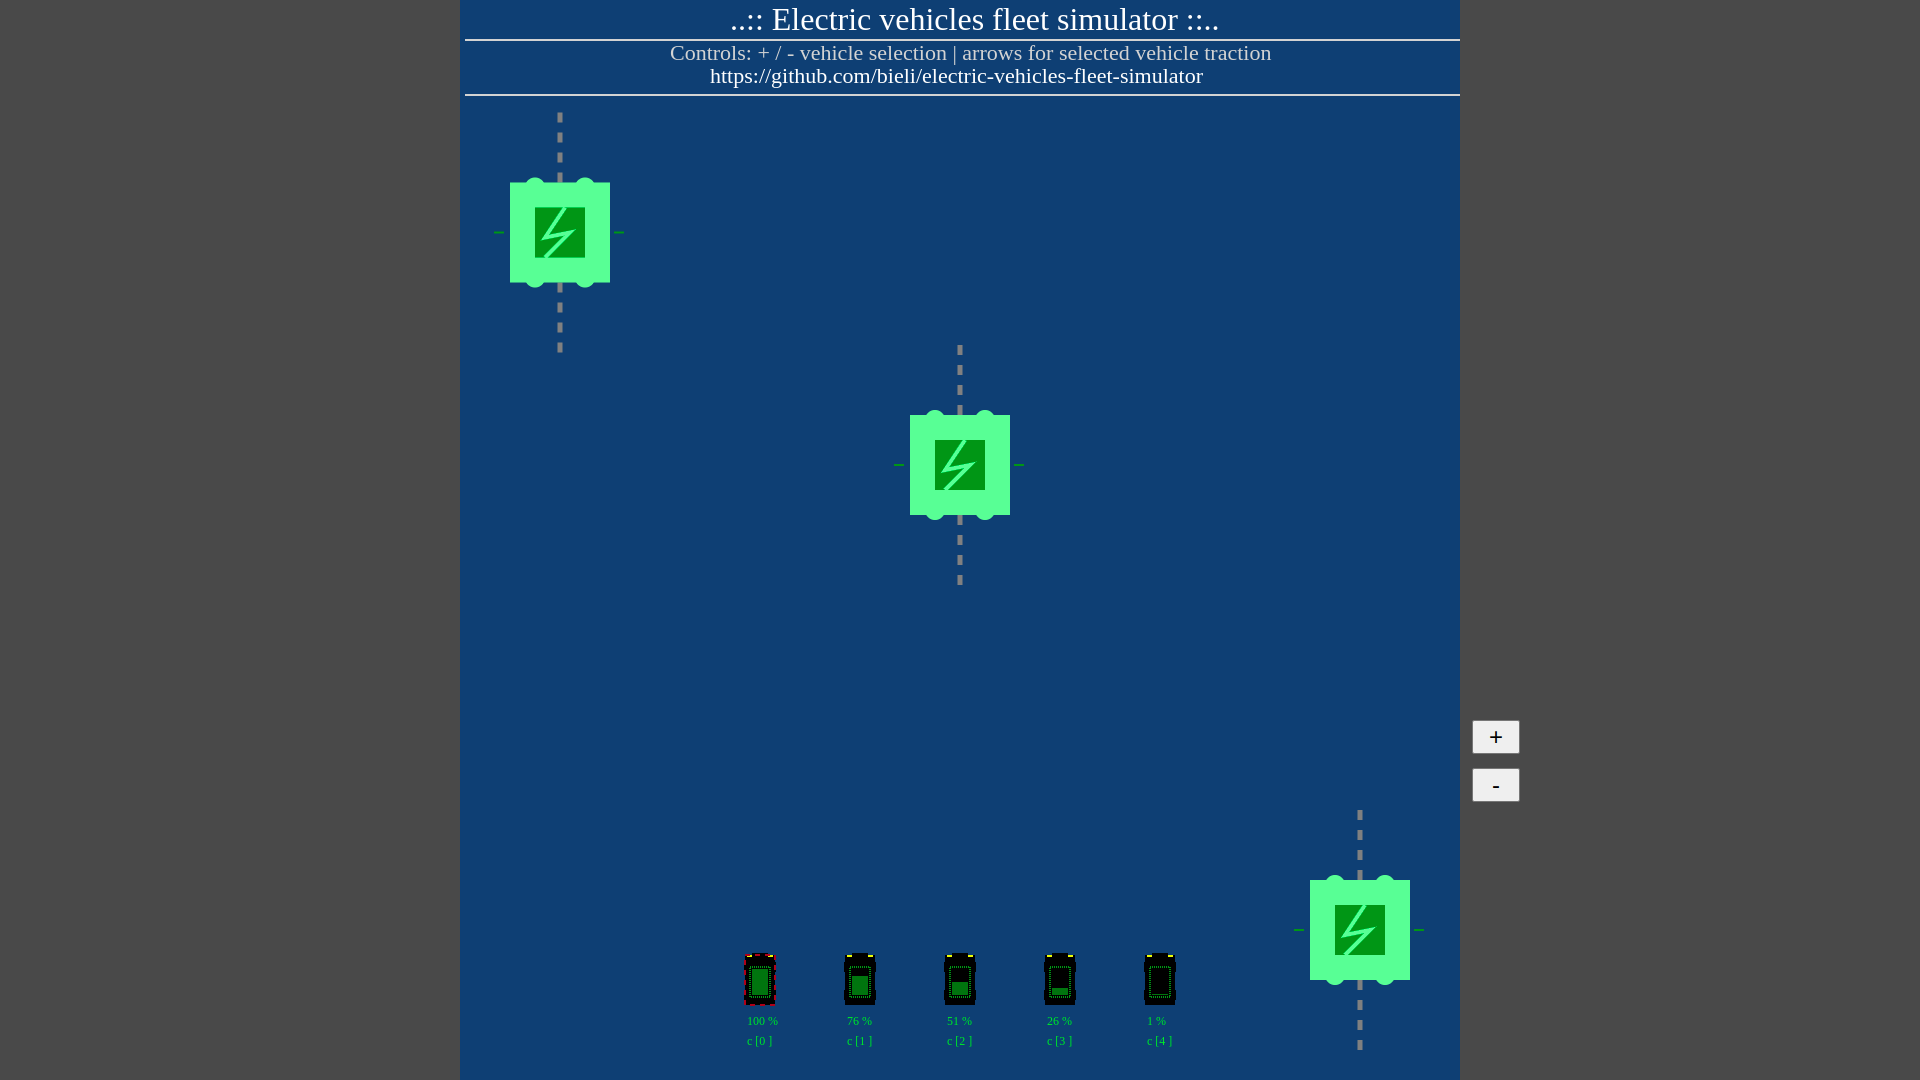 ..:: Electric vehicles fleet simulator ::..
Controls: + / - vehicle selection | arrows for selected vehicle traction
https://github.com/bieli/electric-vehicles-fleet-simulator
+
-
100 % 76 % 51 % 26 % 1 %
c [0 ] c [1 ] c [2 ] c [3 ] c [4 ]